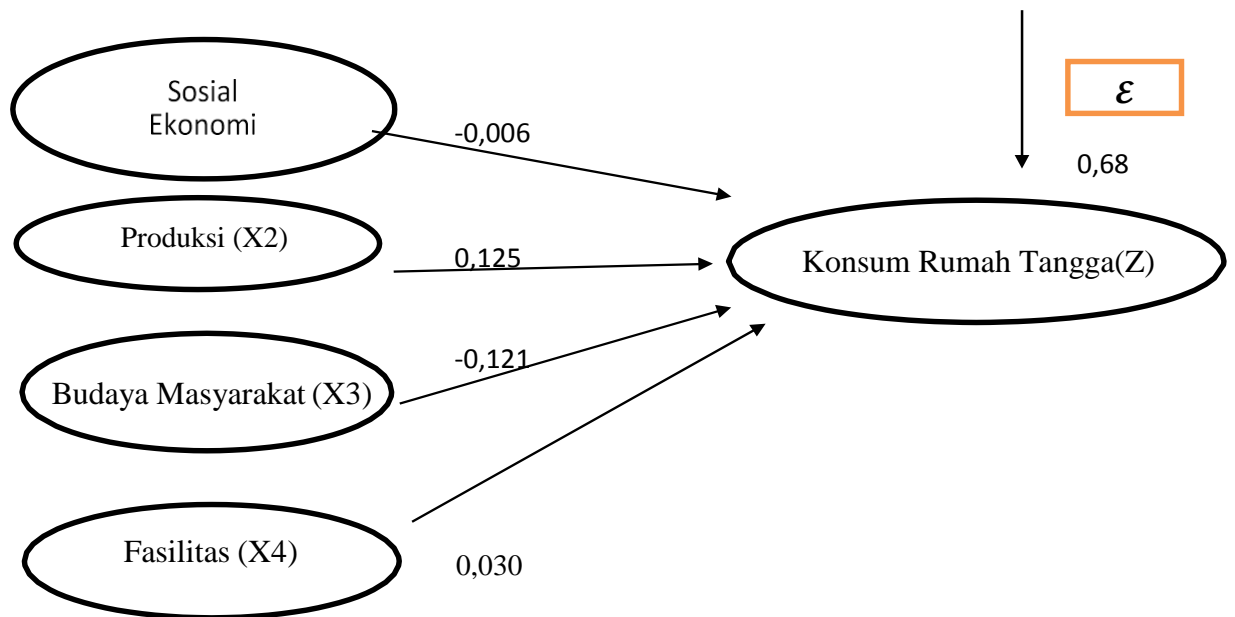 Sosial
Ekonomi
-0,006
ε
0,68
Produksi (X2)
0,125
Konsum Rumah Tangga(Z)
Budaya Masyarakat (X3)
-0,121
Fasilitas (X4)
0,030